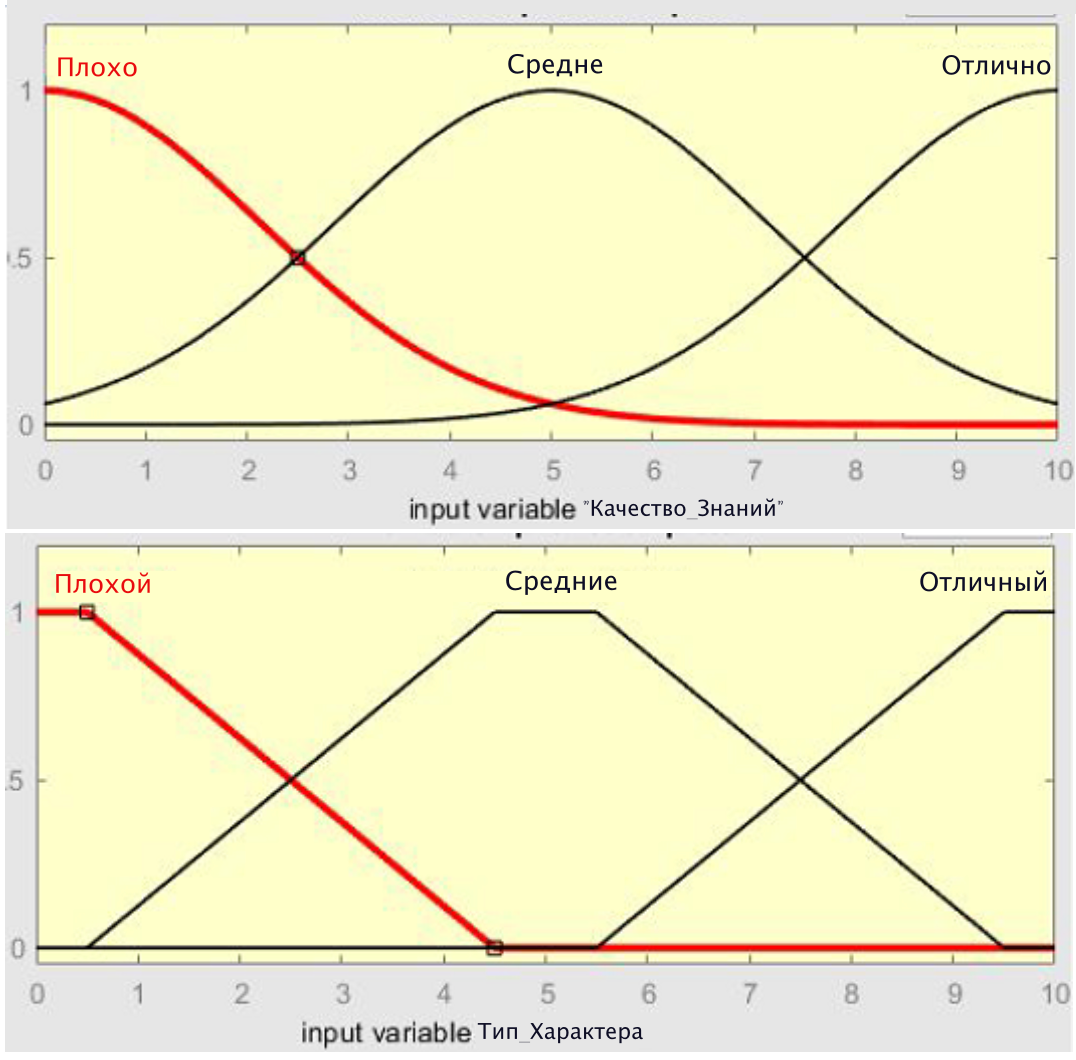 Плохо Средне Отлично
1
.5
0
0 1 2 3 4 5 6 7 8 9 10
input variable "Качество_Знаний"
Плохой Средние Отличный
1
.5
0
0 1 2 3 4 5 6 7 8 9 10
input variable Тип_Характера